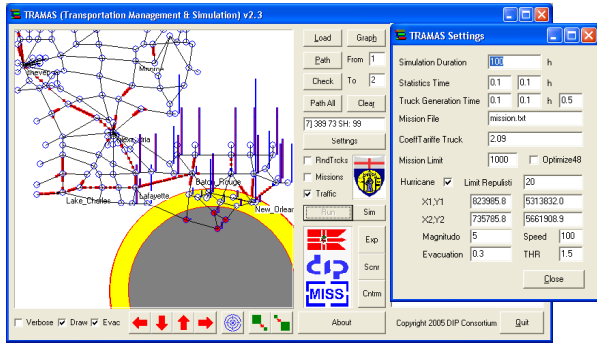 TRAMAS (Transportation Management & Simulation) v2.3
Load Graph
Path From 1
Check To 2
Path All Clear
7] 389 73 SH: 99
Settings
RndTrcks
Missions
Traffic
Run Sim
Exp
DIP Scnr
MISS Cntrm
Monroe
Lake_Charles
Lafayette
Baton_Rouge
New_Orlear
Verbose Draw Evac
About
Copyright 2005 DIP Consortium
Quit
TRAMAS Settings
Simulation Duration 100 h
Statistics Time 0.1 0.1 h
Truck Generation Time 0.1 0.1 h 0.5
Mission File mission.txt
CoeffTariffe Truck 2.09
Mission Limit 1000 Optimize48
Hurricane Limit Repulisti 20
X1,Y1 823985.8 5313832.0
X2,Y2 735785.8 5661908.9
Magnitudo 5 Speed 100
Evacuation 0.3 THR 1.5
Close